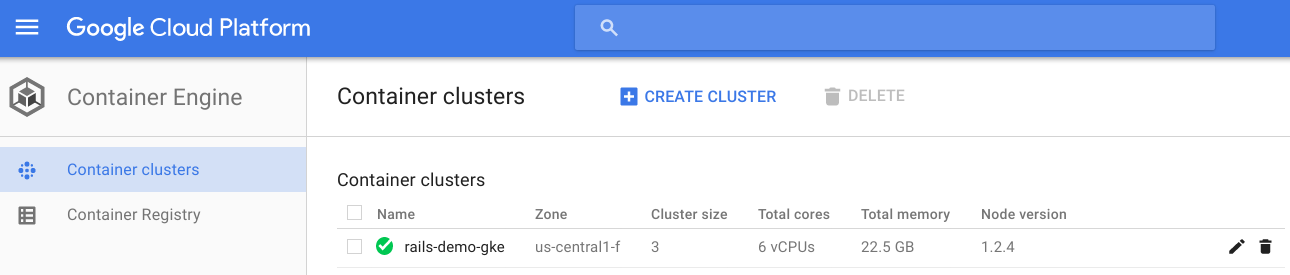 Google Cloud Platform
Container Engine
Container clusters
CREATE CLUSTER
DELETE
Container clusters
Container Registry
Container clusters
Name Zone Cluster size Total cores Total memory Node version
rails-demo-gke us-central1-f 3 6 vCPUs 22.5 GB 1.2.4